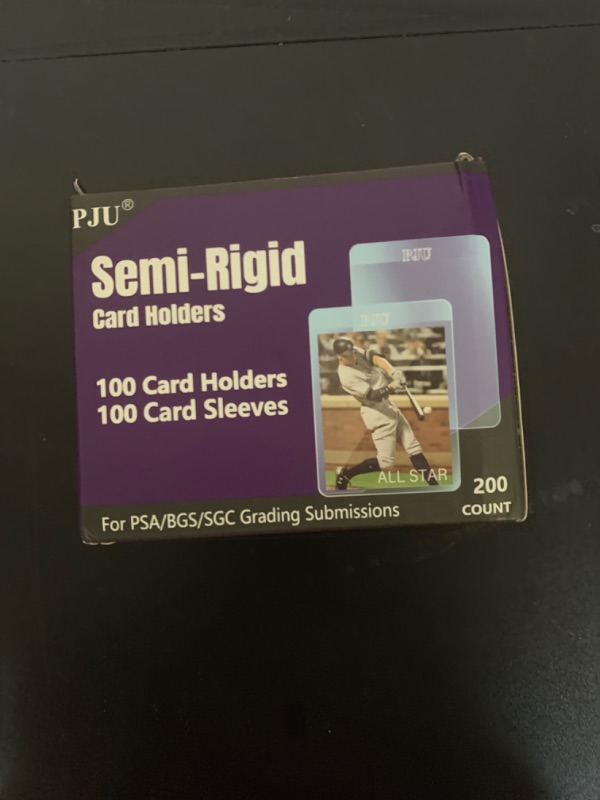 PJU®
Semi-Rigid
Card Holders
100 Card Holders
100 Card Sleeves
PJU
PJU
ALL STAR
200
COUNT
For PSA/BGS/SGC Grading Submissions